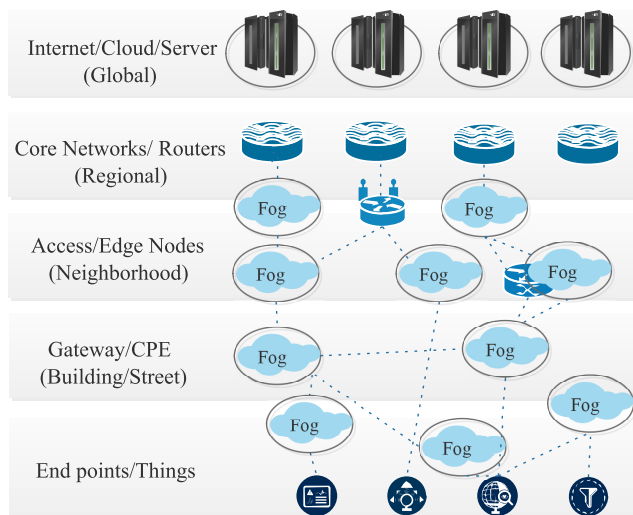 Internet/Cloud/Server
(Global)
Core Networks/ Routers
(Regional)
Fog
Fog
Access/Edge Nodes
(Neighborhood)
Fog
Fog
Fog
Gateway/CPE
(Building/Street)
Fog
Fog
Fog
Fog
Fog
End points/Things